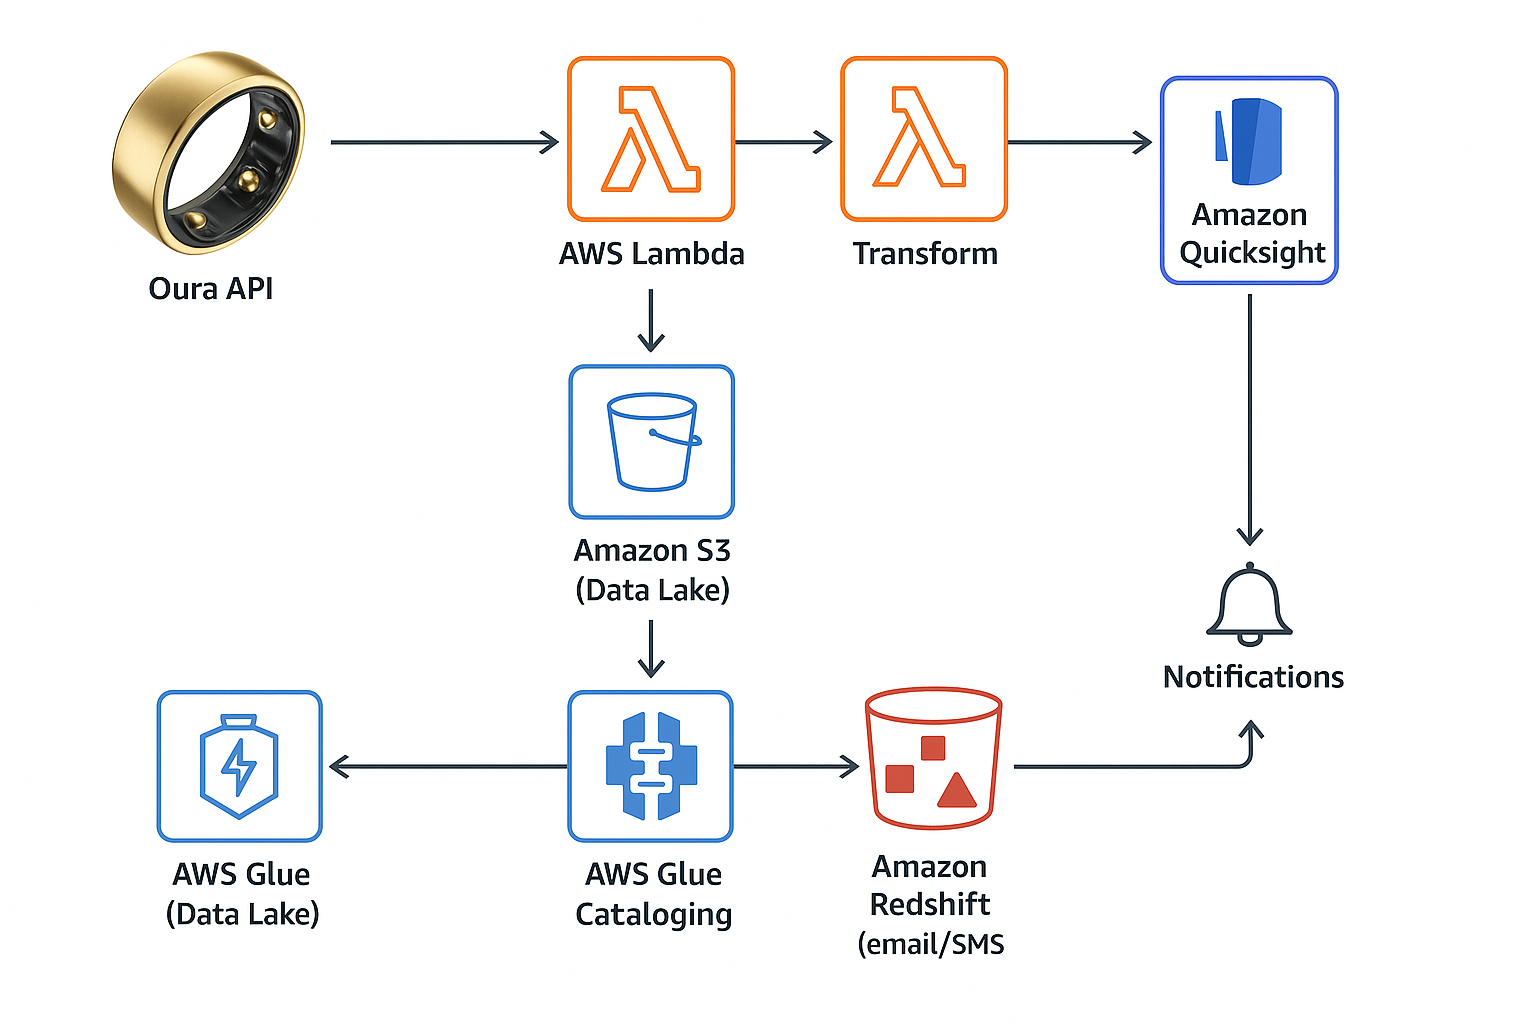 Oura API
AWS Lambda
Transform
Amazon
Quicksight
Amazon S3
(Data Lake)
Notifications
AWS Glue
(Data Lake)
AWS Glue
Cataloging
Amazon
Redshift
(email/SMS